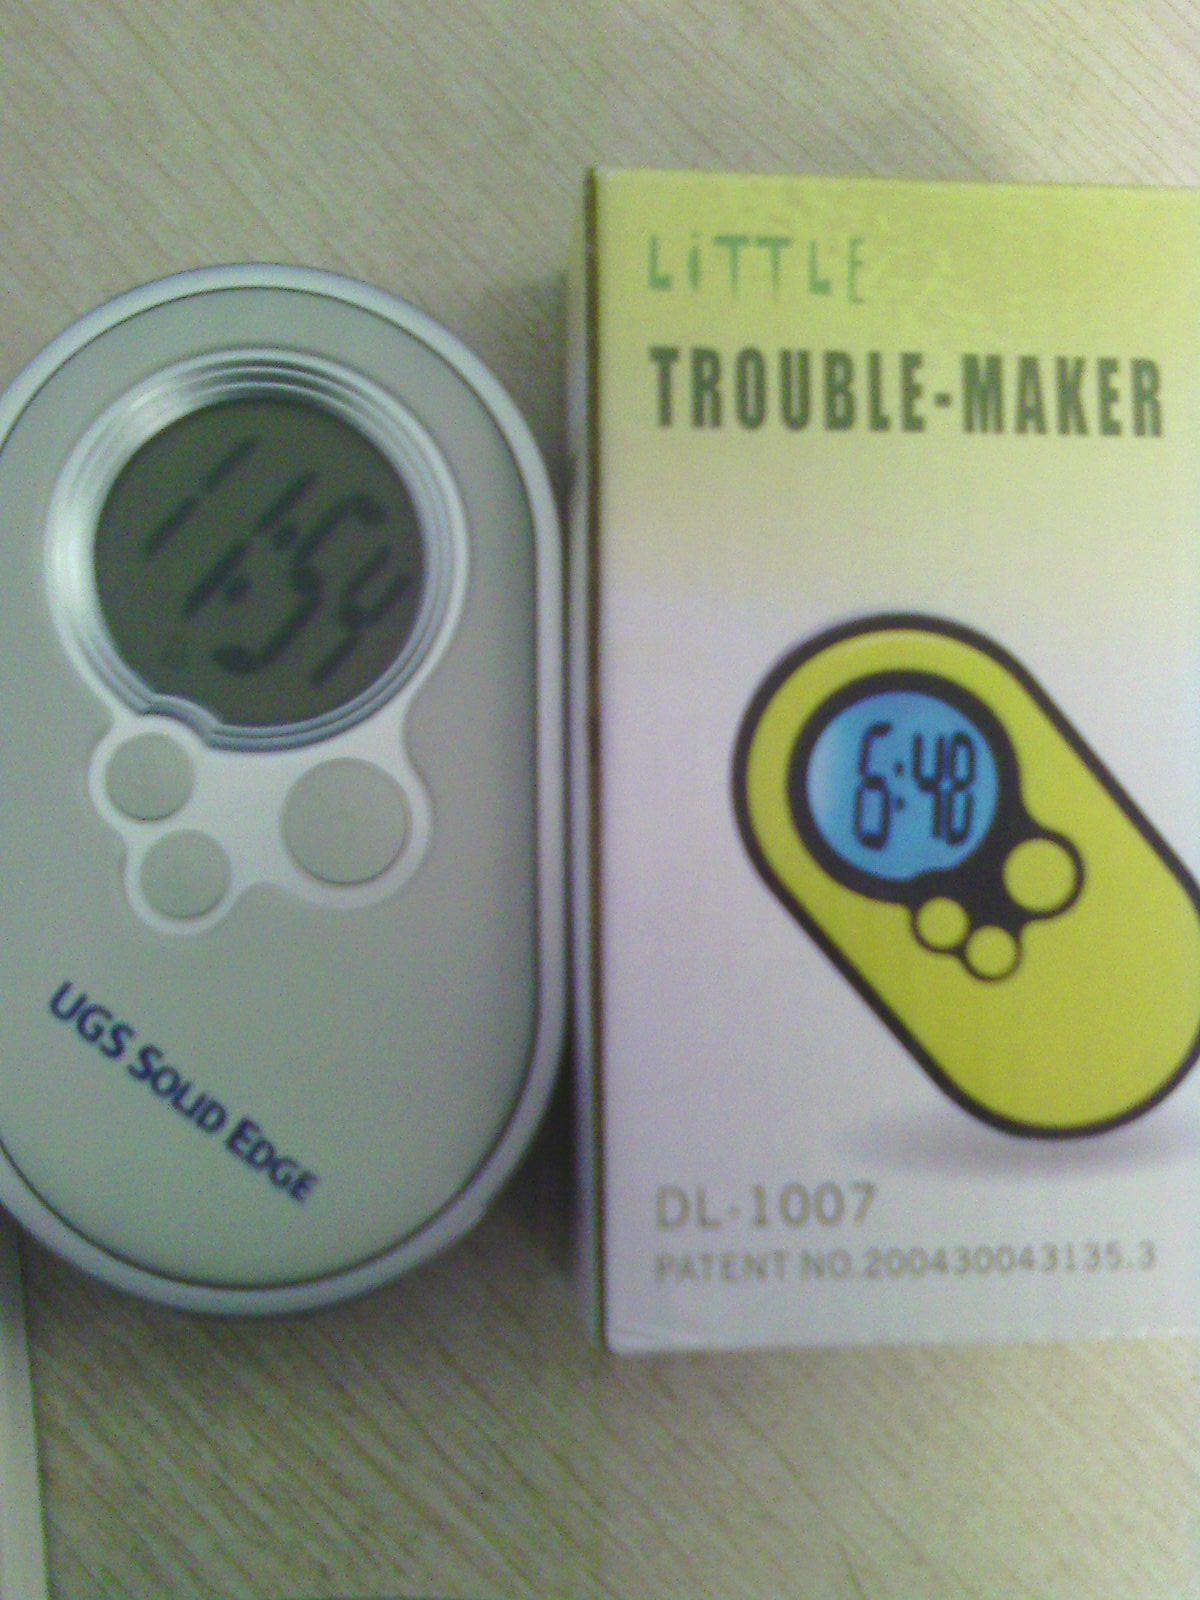 11:54
UGS SOLID EDGE
LiTTLE
TROUBLE-MAKER
6:48
DL-1007
PATENT NO.200430043135.3